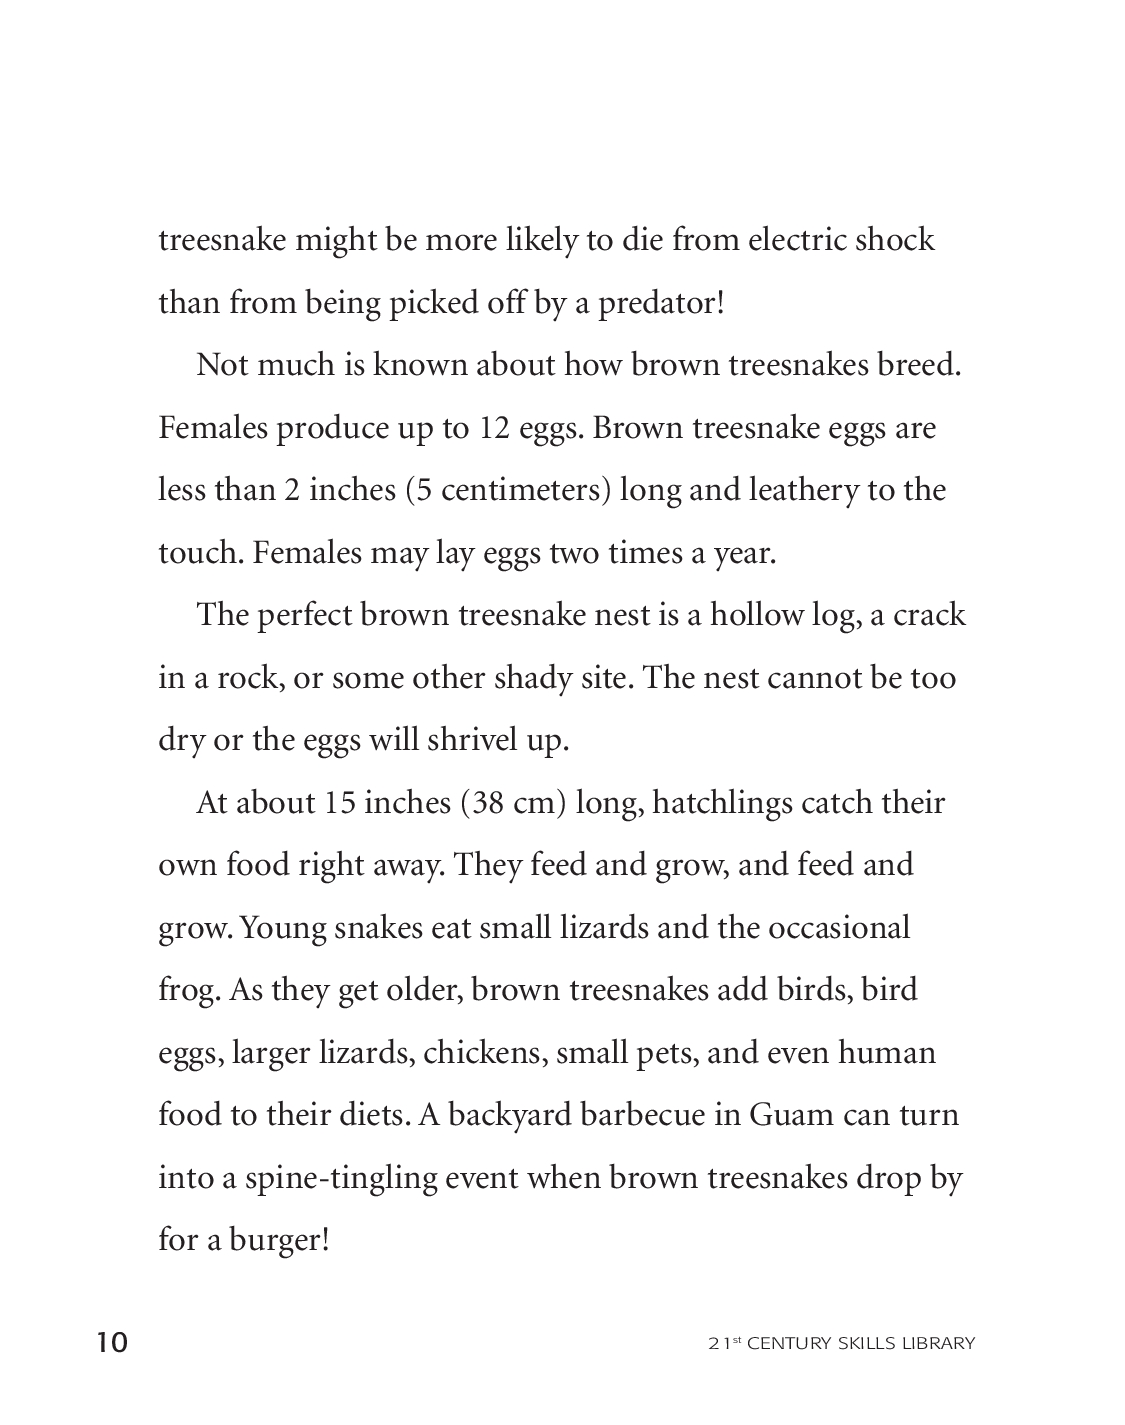 treesnake might be more likely to die from electric shock
than from being picked off by a predator!
Not much is known about how brown treesnakes breed.
Females produce up to 12 eggs. Brown treesnake eggs are
less than 2 inches (5 centimeters) long and leathery to the
touch. Females may lay eggs two times a year.
The perfect brown treesnake nest is a hollow log, a crack
in a rock, or some other shady site. The nest cannot be too
dry or the eggs will shrivel up.
At about 15 inches (38 cm) long, hatchlings catch their
own food right away. They feed and grow, and feed and
grow. Young snakes eat small lizards and the occasional
frog. As they get older, brown treesnakes add birds, bird
eggs, larger lizards, chickens, small pets, and even human
food to their diets. A backyard barbecue in Guam can turn
into a spine-tingling event when brown treesnakes drop by
for a burger!
10
21st CENTURY SKILLS LIBRARY